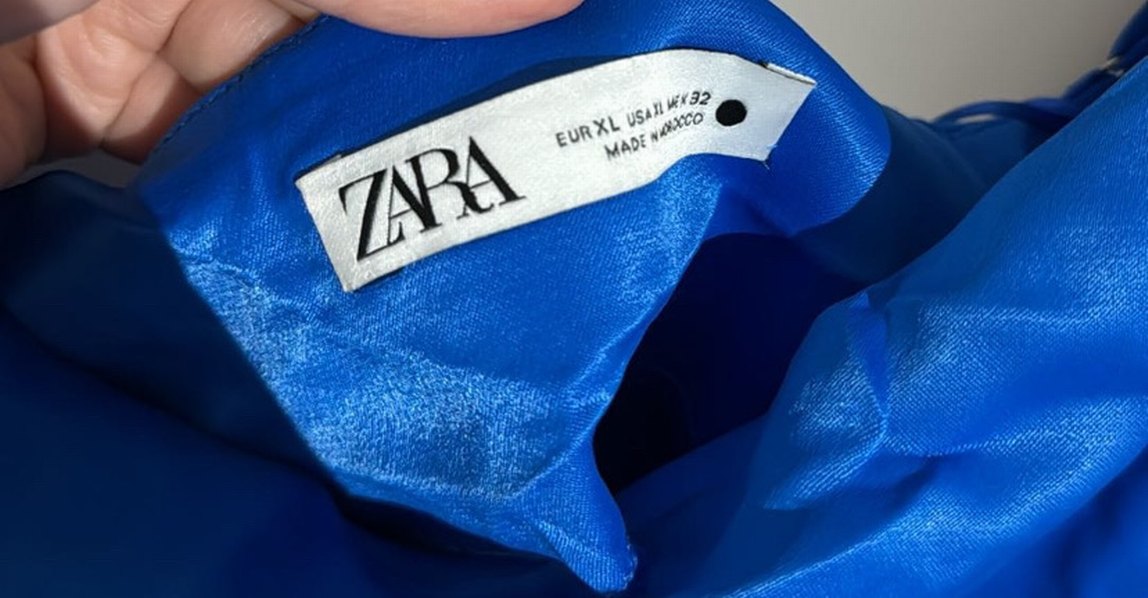 ZARA
EUR XL USA XL MEX 32
MADE IN MOROCCO